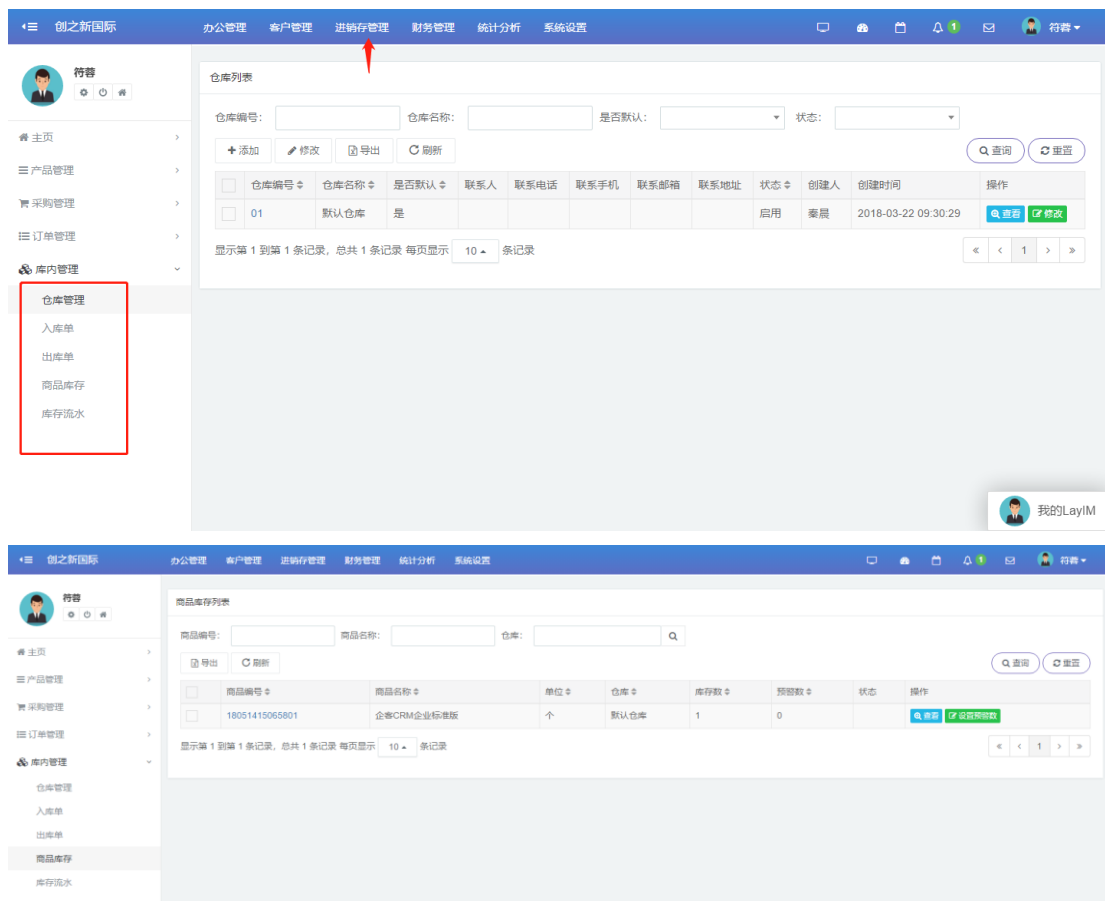 创之新国际 办公管理 客户管理 进销存管理 财务管理 统计分析 系统设置 1 符蓉
符蓉
主页
产品管理
采购管理
订单管理
库内管理
仓库管理
入库单
出库单
商品库存
库存流水
仓库列表
仓库编号: 仓库名称: 是否默认: 状态:
添加 修改 导出 刷新 查询 重置
仓库编号 仓库名称 是否默认 联系人 联系电话 联系手机 联系邮箱 联系地址 状态 创建人 创建时间 操作
01 默认仓库 是 启用 秦晨 2018-03-22 09:30:29 查看 修改
显示第 1 到第 1 条记录，总共 1 条记录 每页显示 10 条记录 « ‹ 1 › »
我的LayIM
创之新国际 办公管理 客户管理 进销存管理 财务管理 统计分析 系统设置 1 符蓉
符蓉
主页
产品管理
采购管理
订单管理
库内管理
仓库管理
入库单
出库单
商品库存
库存流水
商品库存列表
商品编号: 商品名称: 仓库:
导出 刷新 查询 重置
商品编号 商品名称 单位 仓库 库存数 预警数 状态 操作
18051415065801 企客CRM企业标准版 个 默认仓库 1 0 查看 设置预警数
显示第 1 到第 1 条记录，总共 1 条记录 每页显示 10 条记录 « ‹ 1 › »